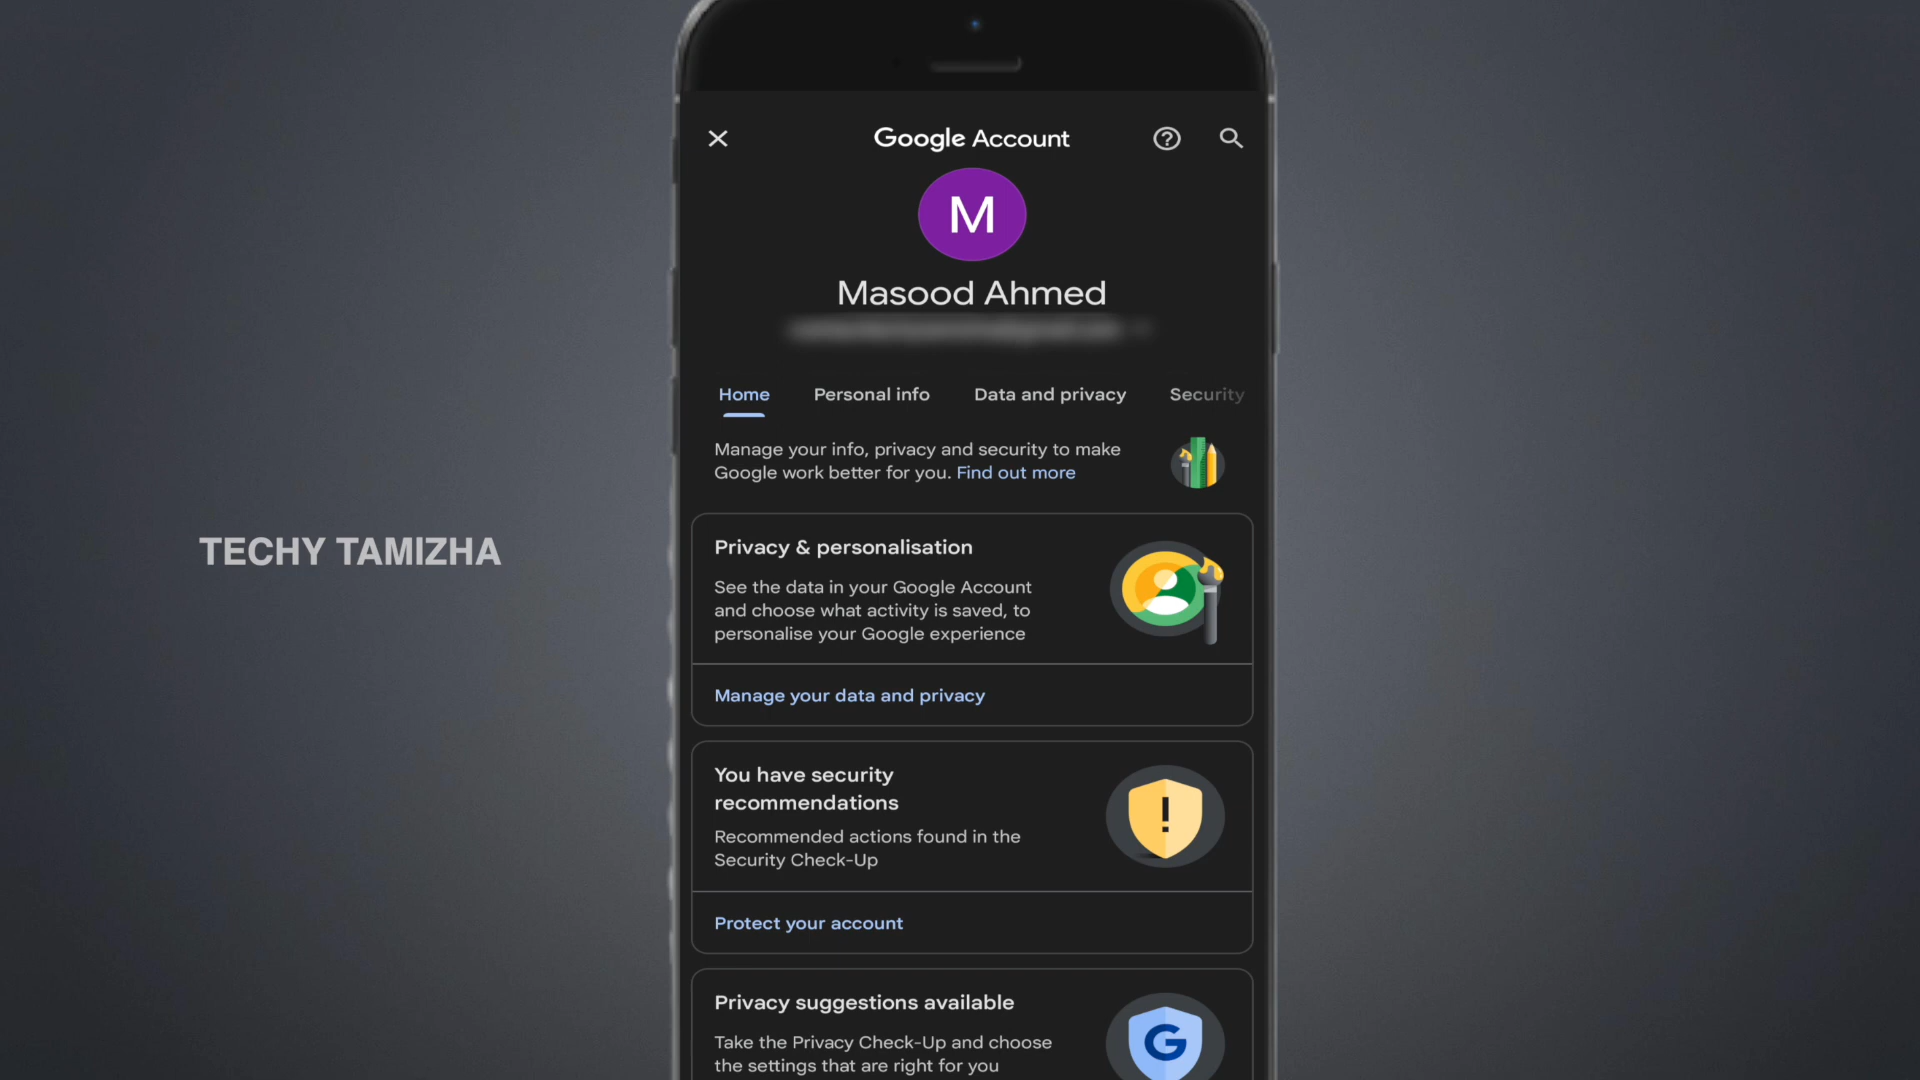 Google Account
M
Masood Ahmed
Home Personal info Data and privacy Security
Manage your info, privacy and security to make
Google work better for you. Find out more
TECHY TAMIZHA
Privacy & personalisation
See the data in your Google Account
and choose what activity is saved, to
personalise your Google experience
Manage your data and privacy
You have security
recommendations
Recommended actions found in the
Security Check-Up
!
Protect your account
Privacy suggestions available
Take the Privacy Check-Up and choose
the settings that are right for you
G